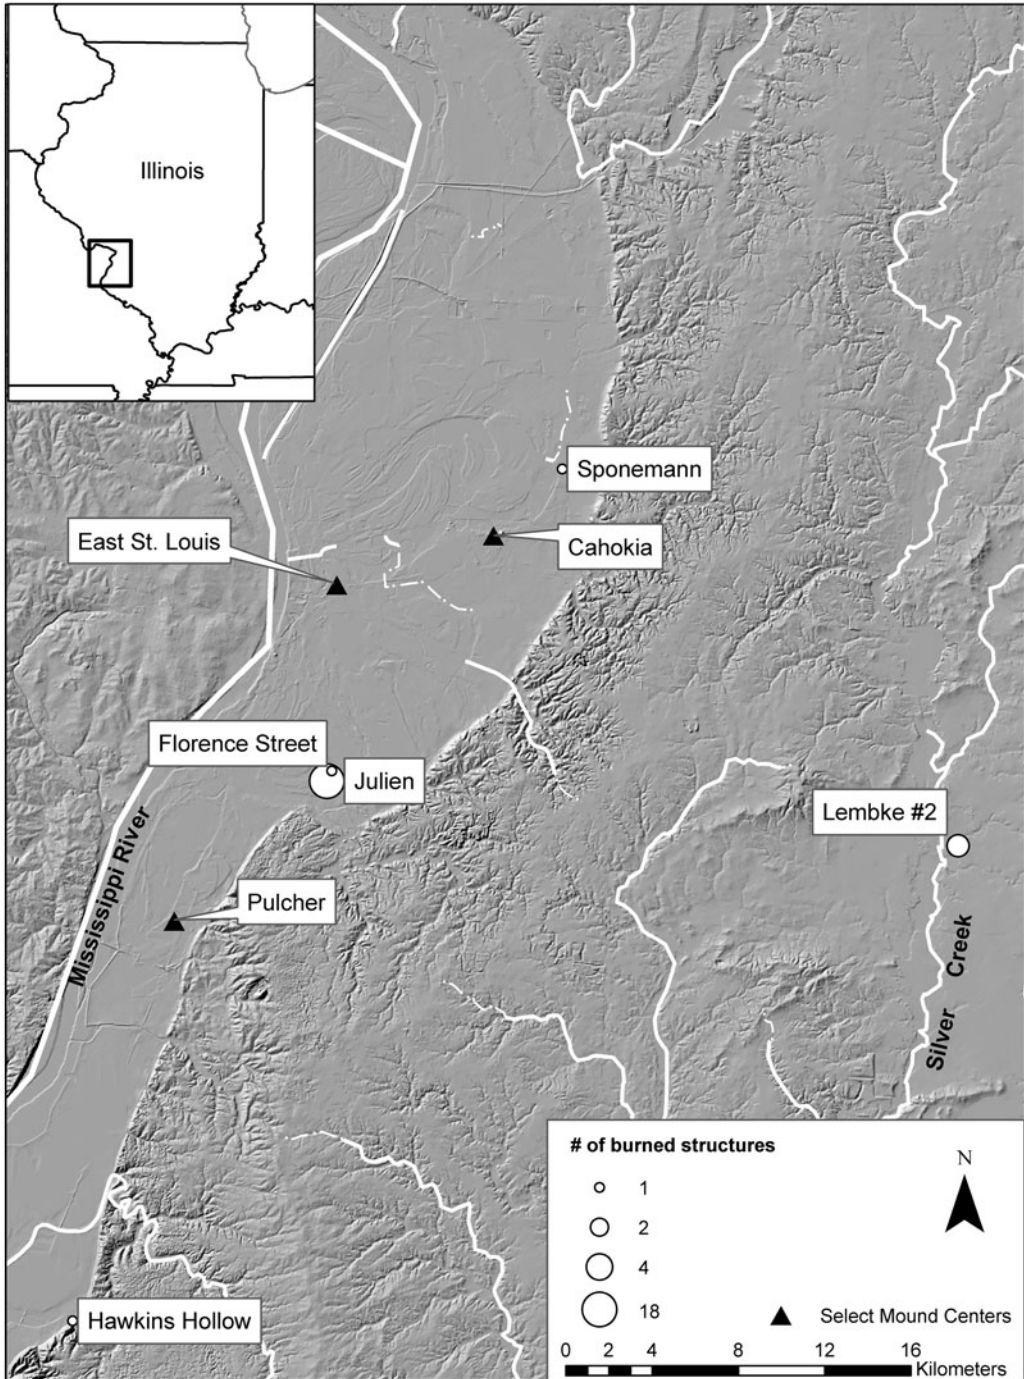 Illinois
Sponemann
East St. Louis
Cahokia
Florence Street
Julien
Lembke #2
Mississippi River
Pulcher
Silver Creek
# of burned structures
1
2
4
18
N
Select Mound Centers
Hawkins Hollow
0 2 4 8 12 16
Kilometers